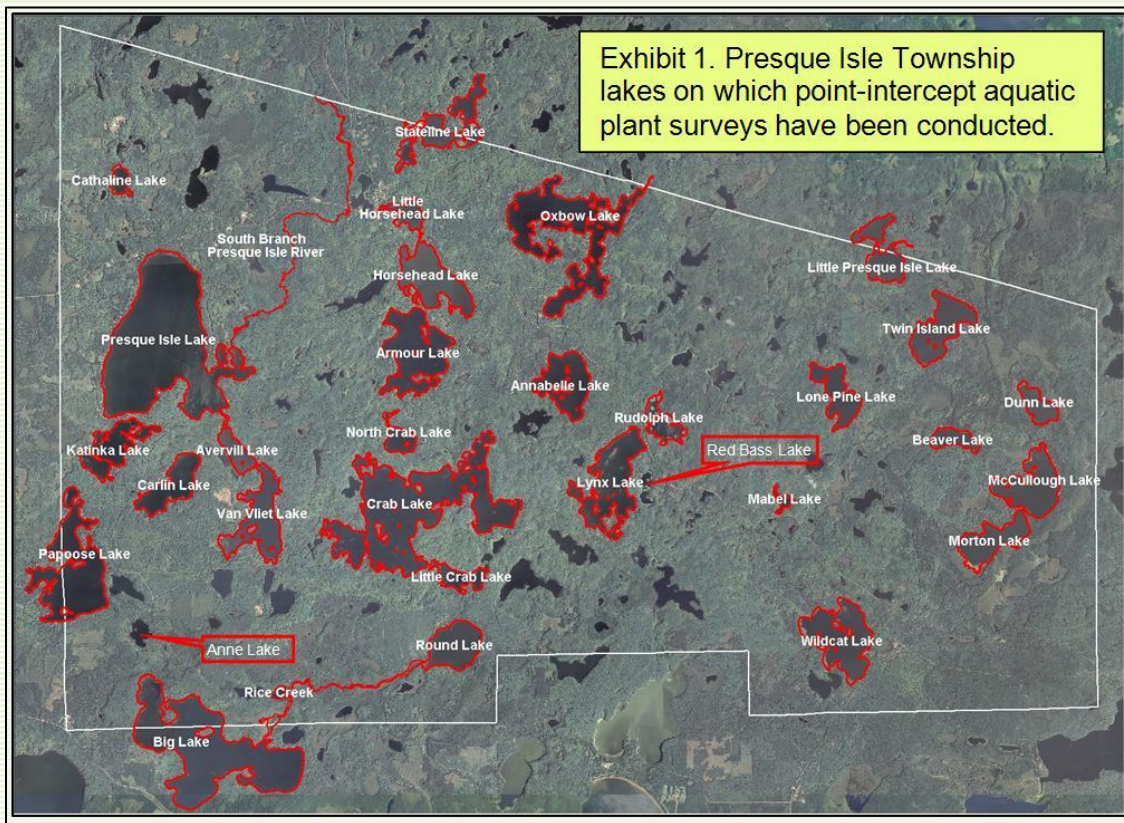 Exhibit 1. Presque Isle Township
lakes on which point-intercept aquatic
plant surveys have been conducted.
Stateline Lake
Cathaline Lake
Little
Horsehead Lake
Oxbow Lake
South Branch
Presque Isle River
Little Presque Isle Lake
Horsehead Lake
Twin Island Lake
Presque Isle Lake
Armour Lake
Annabelle Lake
Lone Pine Lake
Dunn Lake
Rudolph Lake
North Crab Lake
Beaver Lake
Katinka Lake
Avervill Lake
Red Bass Lake
Carlin Lake
Lynx Lake
McCullough Lake
Mabel Lake
Crab Lake
Van Vliet Lake
Morton Lake
Papoose Lake
Little Crab Lake
Wildcat Lake
Anne Lake
Round Lake
Rice Creek
Big Lake